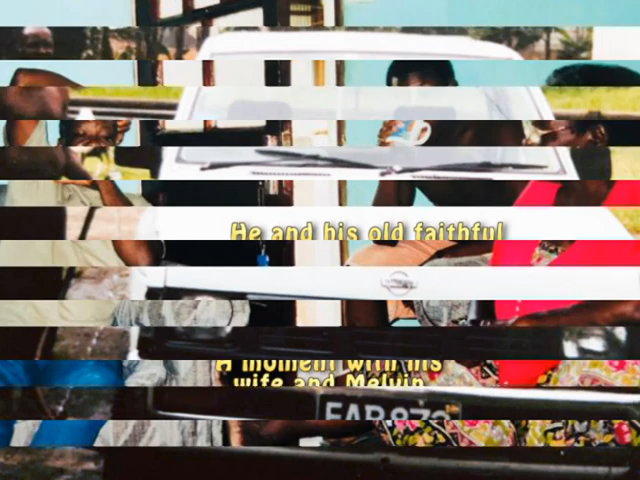 He and his old faithful
A moment with his
wife and Melvin